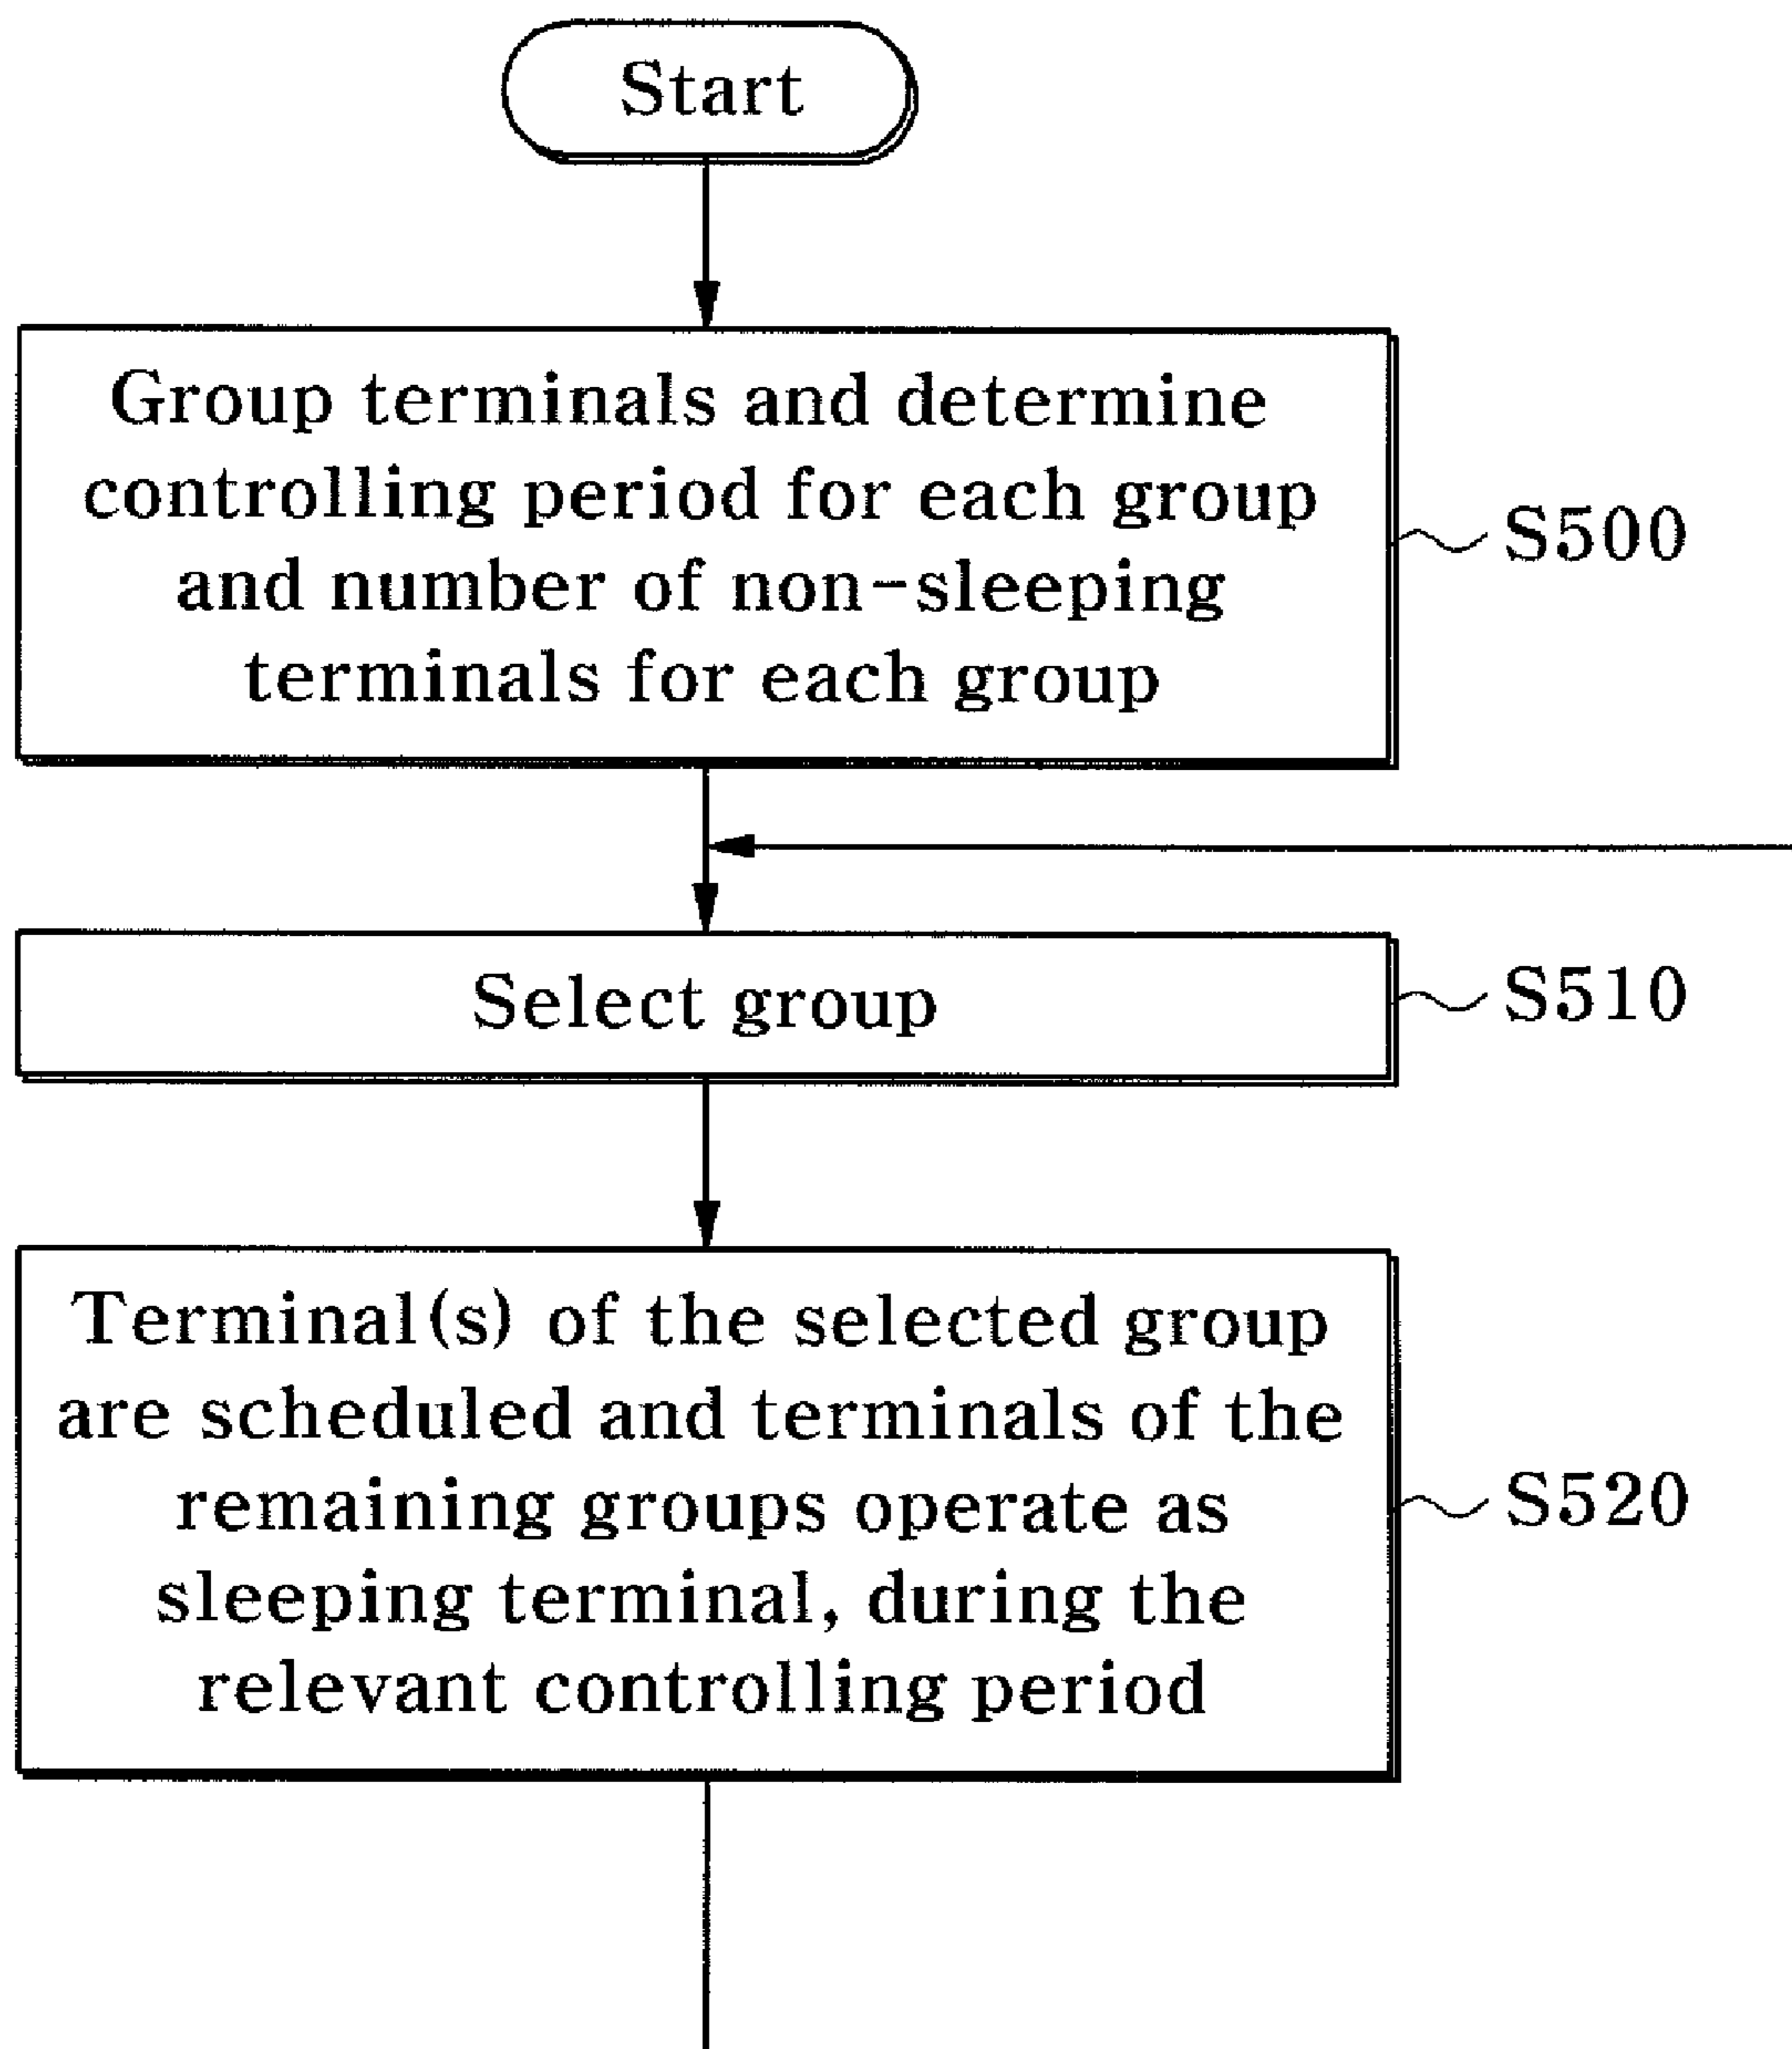 Start
Group terminals and determine
controlling period for each group
and number of non-sleeping
terminals for each group
S500
Select group
S510
Terminal(s) of the selected group
are scheduled and terminals of the
remaining groups operate as
sleeping terminal, during the
relevant controlling period
S520